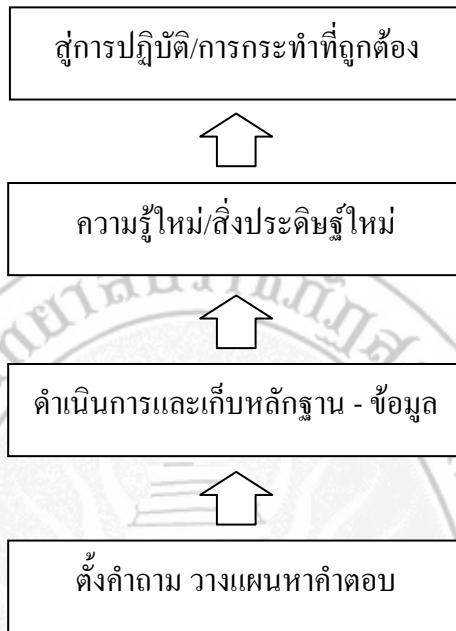 สู่การปฏิบัติ/การกระทำที่ถูกต้อง
ความรู้ใหม่/สิ่งประดิษฐ์ใหม่
ดำเนินการและเก็บหลักฐาน - ข้อมูล
ตั้งคำถาม วางแผนหาคำตอบ